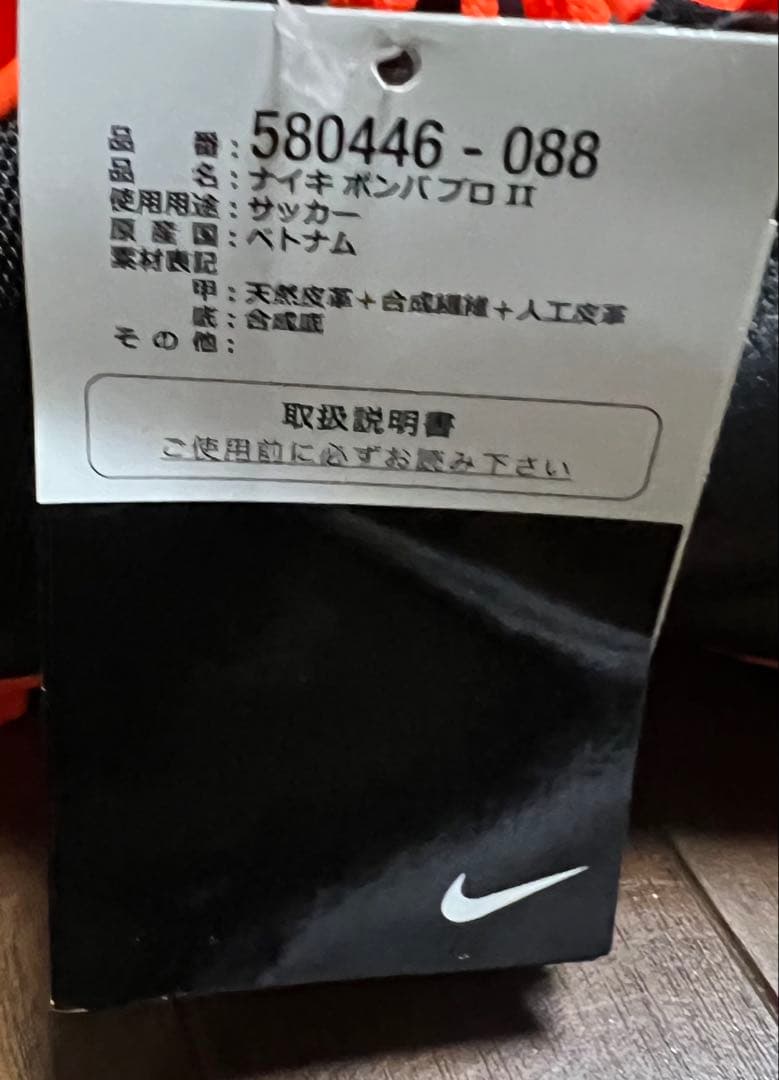 品番：580446 - 088
品名：ナイキ ボンバ プロ II
使用用途：サッカー
原産国：ベトナム
素材表記
甲：天然皮革＋合成繊維＋人工皮革
底：合成底
その他：
取扱説明書
ご使用前に必ずお読み下さい